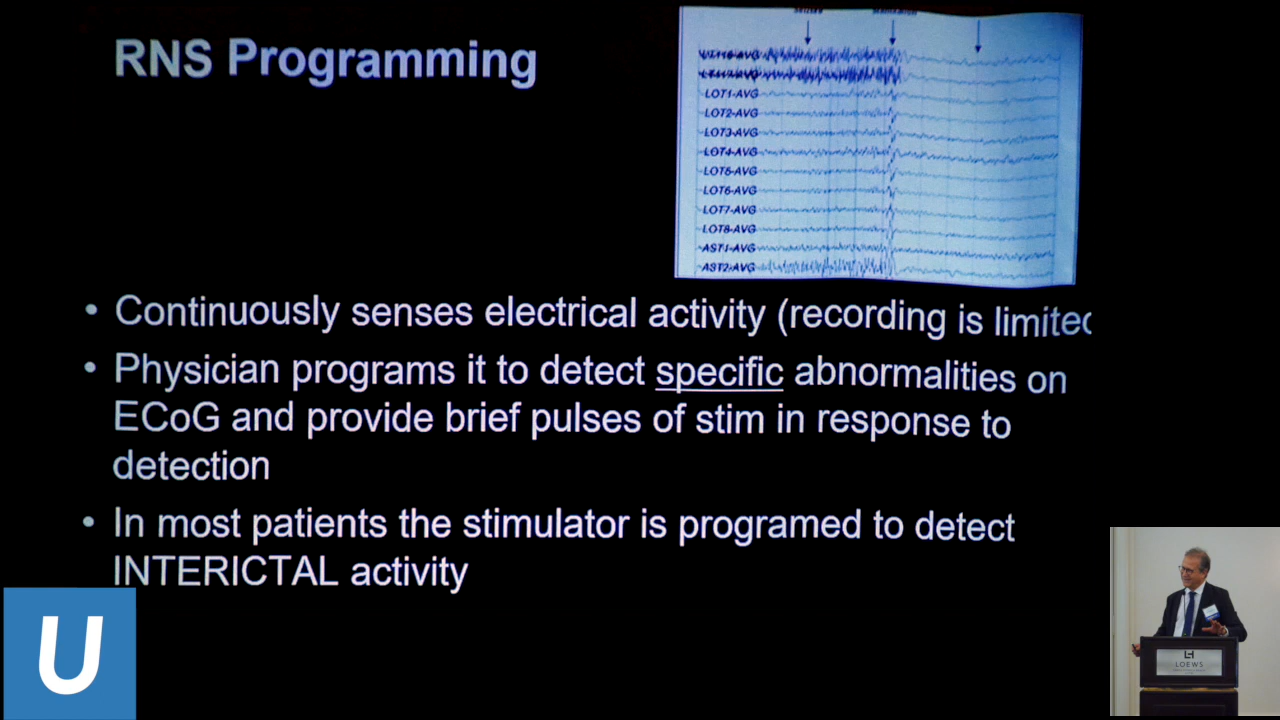 RNS Programming
LOT1-AVG
LOT2-AVG
LOT3-AVG
LOT4-AVG
LOT5-AVG
LOT6-AVG
LOT7-AVG
LOT8-AVG
AST1-AVG
AST2-AVG
• Continuously senses electrical activity (recording is limited
• Physician programs it to detect specific abnormalities on
ECoG and provide brief pulses of stim in response to
detection
• In most patients the stimulator is programed to detect
INTERICTAL activity
U
LOEWS